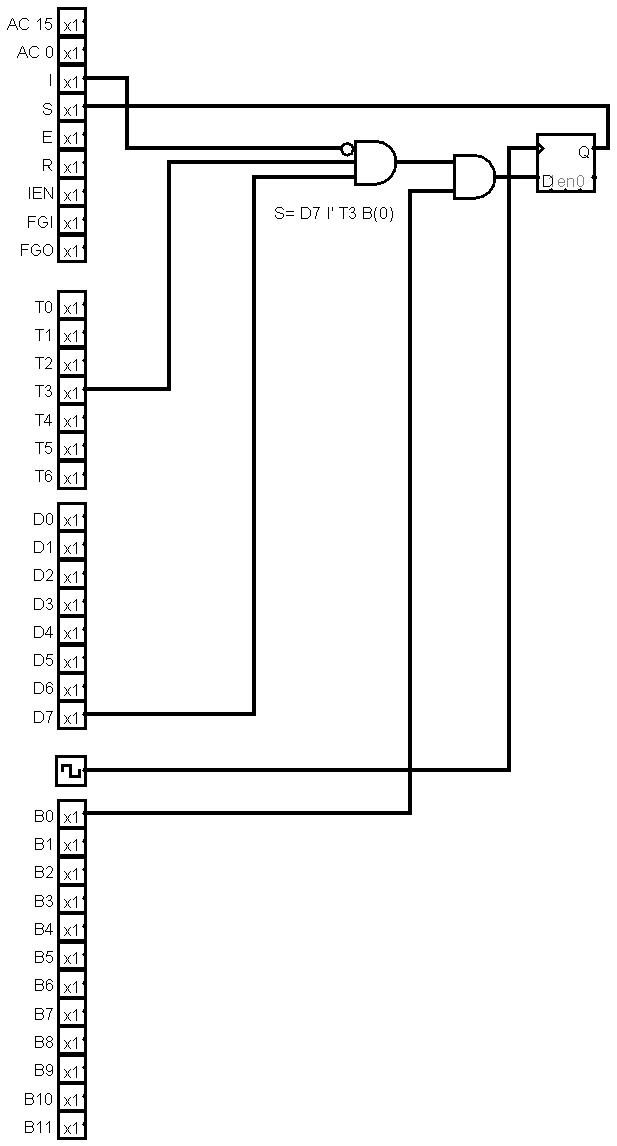 AC 15 x1
AC 0 x1
I x1
S x1
E x1
R x1
IEN x1
FGI x1
FGO x1
Q
D en0
S= D7 I' T3 B(0)
T0 x1
T1 x1
T2 x1
T3 x1
T4 x1
T5 x1
T6 x1
D0 x1
D1 x1
D2 x1
D3 x1
D4 x1
D5 x1
D6 x1
D7 x1
B0 x1
B1 x1
B2 x1
B3 x1
B4 x1
B5 x1
B6 x1
B7 x1
B8 x1
B9 x1
B10 x1
B11 x1